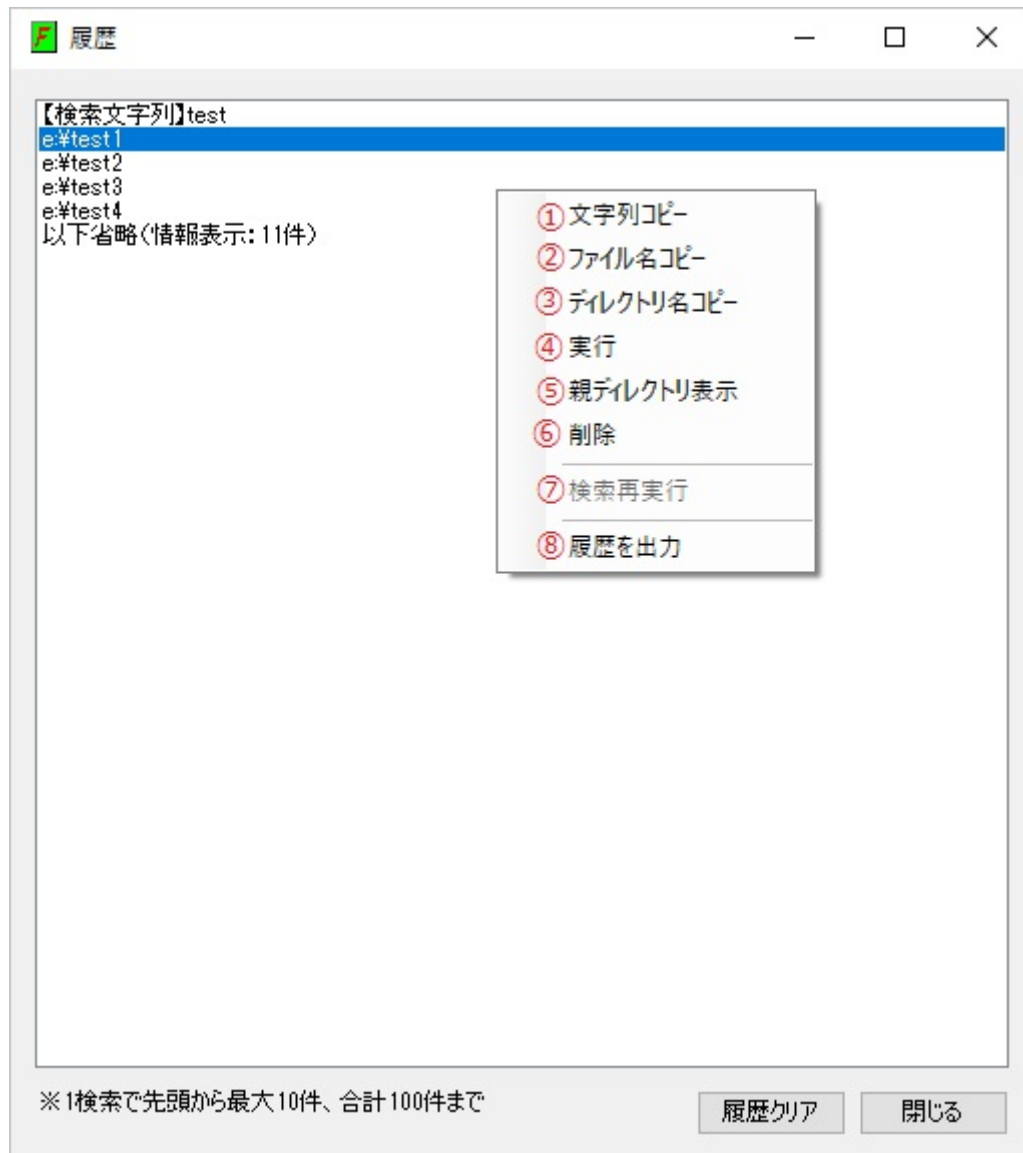 履歴
【検索文字列】test
e:¥test1
e:¥test2
e:¥test3
e:¥test4
以下省略(情報表示:11件)
①文字列コピー
②ファイル名コピー
③ディレクトリ名コピー
④実行
⑤親ディレクトリ表示
⑥削除
⑦検索再実行
⑧履歴を出力
※1検索で先頭から最大10件、合計100件まで
履歴クリア
閉じる